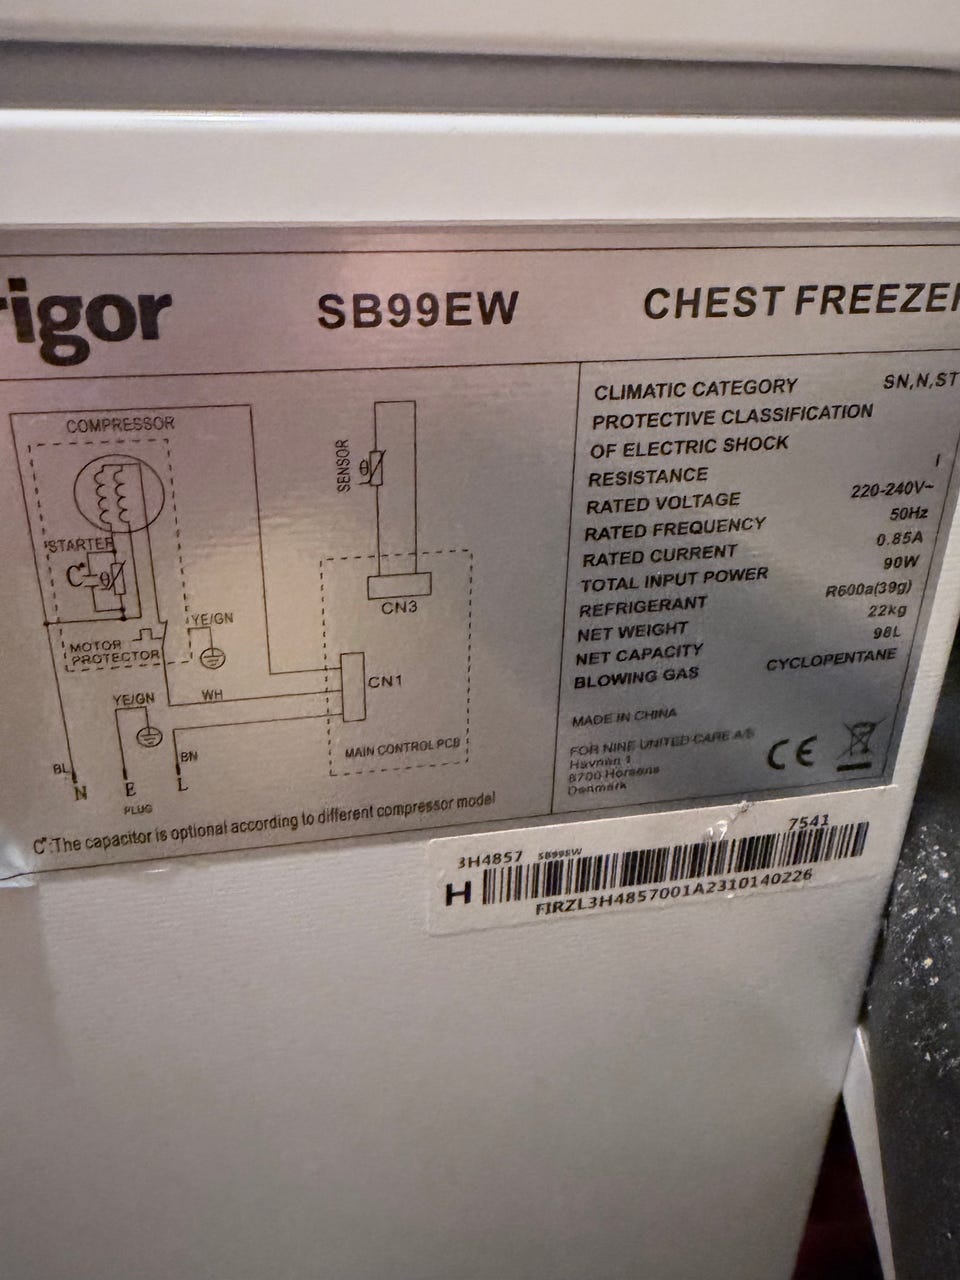 rigor SB99EW CHEST FREEZER
COMPRESSOR
STARTER
C*
θ
MOTOR
PROTECTOR
YE/GN
YE/GN
WH
BL
BN
N
E
L
PLUG
SENSOR
θ
CN3
CN1
MAIN CONTROL PCB
C*:The capacitor is optional according to different compressor model
CLIMATIC CATEGORY SN,N,ST
PROTECTIVE CLASSIFICATION
OF ELECTRIC SHOCK
RESISTANCE I
RATED VOLTAGE 220-240V~
RATED FREQUENCY 50Hz
RATED CURRENT 0.85A
TOTAL INPUT POWER 90W
REFRIGERANT R600a(39g)
NET WEIGHT 22kg
NET CAPACITY 98L
BLOWING GAS CYCLOPENTANE
MADE IN CHINA
FOR NINE UNITED CARE A/S
Havnen 1
8700 Horsens
Denmark
CE
3H4857 SB99EW 7541
H
FJRZL3H4857001A2310140226